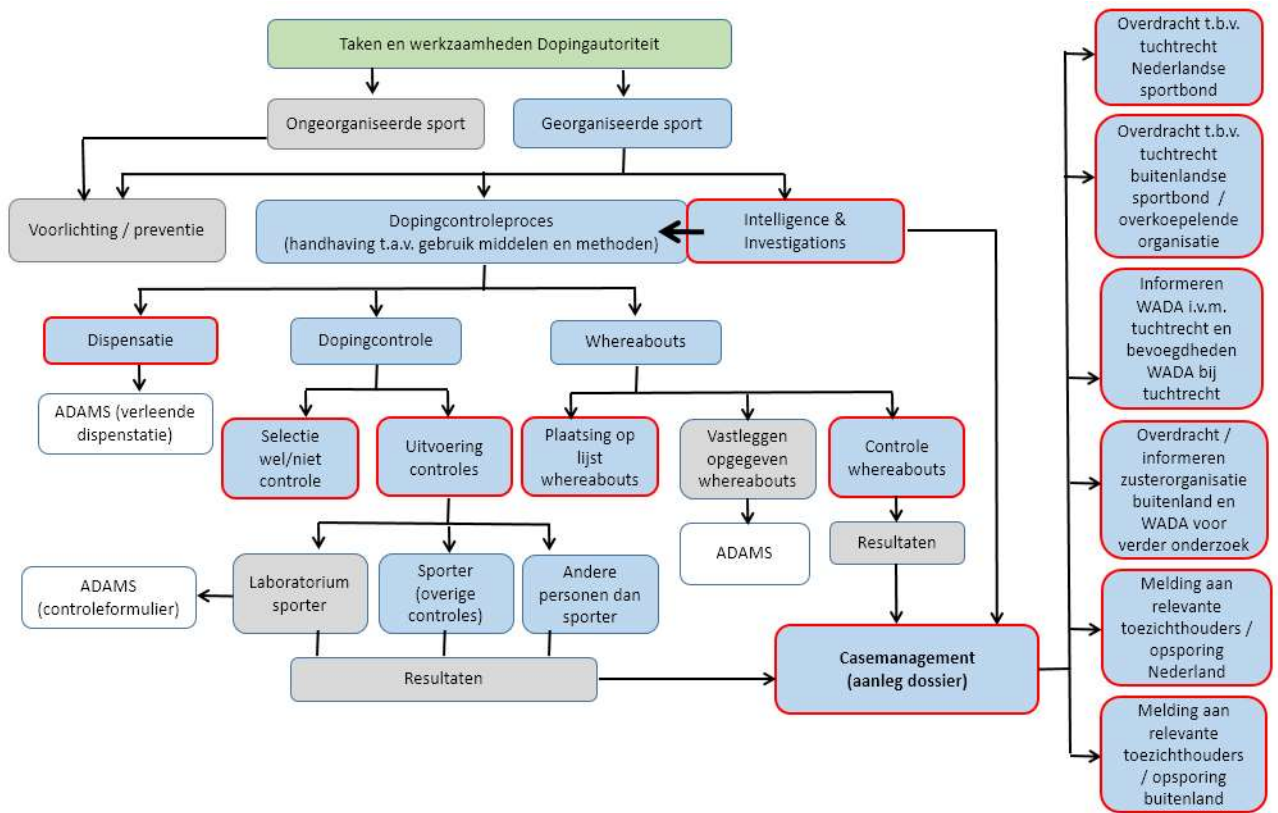 Taken en werkzaamheden Dopingautoriteit
Ongeorganiseerde sport
Georganiseerde sport
Voorlichting / preventie
Dopingcontroleproces
(handhaving t.a.v. gebruik middelen en methoden)
Intelligence &
Investigations
Dispensatie
Dopingcontrole
Whereabouts
ADAMS (verleende
dispenstatie)
Selectie
wel/niet
controle
Uitvoering
controles
Plaatsing op
lijst
whereabouts
Vastleggen
opgegeven
whereabouts
Controle
whereabouts
ADAMS
Resultaten
ADAMS
(controleformulier)
Laboratorium
sporter
Sporter
(overige
controles)
Andere
personen dan
sporter
Resultaten
Casemanagement
(aanleg dossier)
Overdracht t.b.v.
tuchtrecht
Nederlandse
sportbond
Overdracht t.b.v.
tuchtrecht
buitenlandse
sportbond /
overkoepelende
organisatie
Informeren
WADA i.v.m.
tuchtrecht en
bevoegdheden
WADA bij
tuchtrecht
Overdracht /
informeren
zusterorganisatie
buitenland en
WADA voor
verder onderzoek
Melding aan
relevante
toezichthouders /
opsporing
Nederland
Melding aan
relevante
toezichthouders
/ opsporing
buitenland